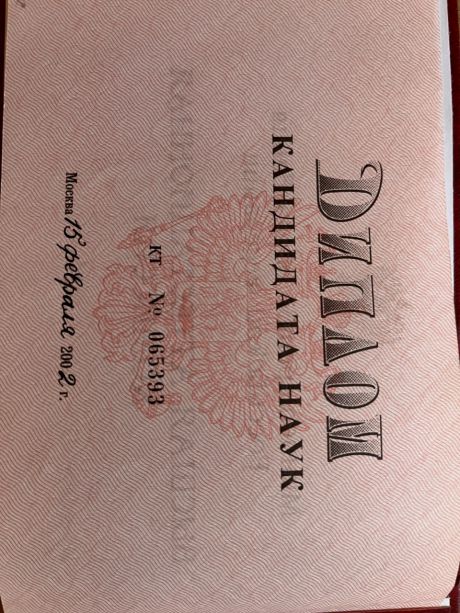 ДИПЛОМ
КАНДИДАТА НАУК
КТ № 065393
Москва 15 февраля 2002 г.